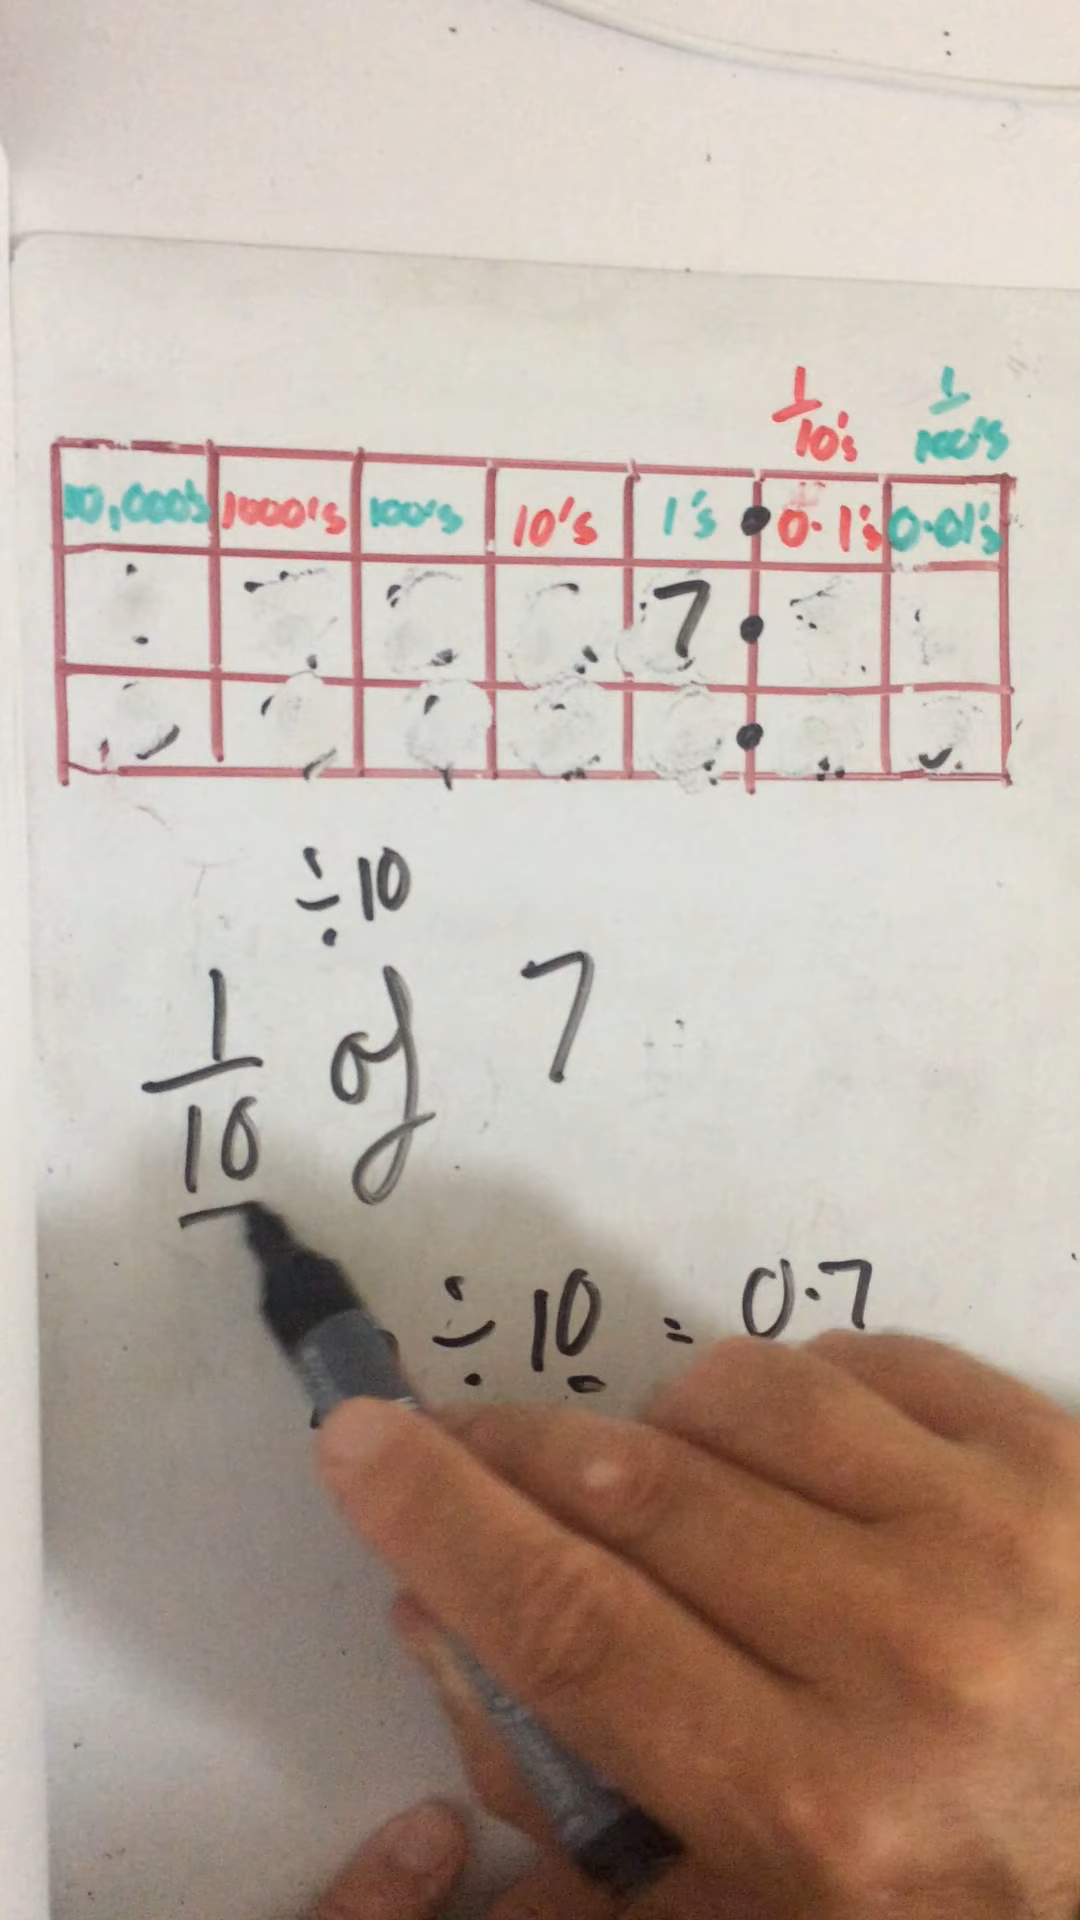 1/10's 1/100's
10,000's 1000's 100's 10's 1's . 0.1's 0.01's
7 .
.
÷10
1/10 of 7
÷ 10 = 0.7